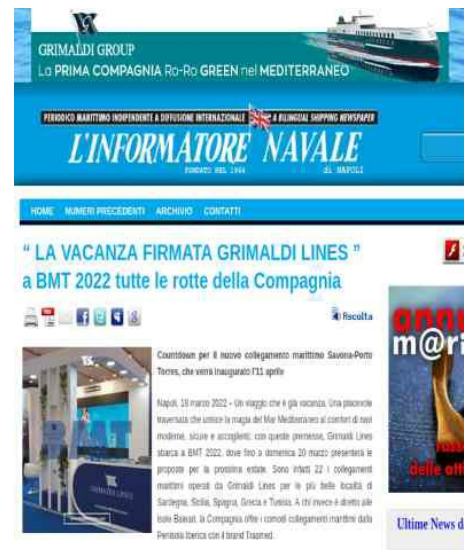 GRIMALDI GROUP
La PRIMA COMPAGNIA Ro-Ro GREEN nel MEDITERRANEO
PERIODICO MARITTIMO INDIPENDENTE A DIFFUSIONE INTERNAZIONALE
A BILINGUAL SHIPPING NEWSPAPER
L'INFORMATORE NAVALE
FONDATO NEL 1964
di NAPOLI
HOME NUMERI PRECEDENTI ARCHIVIO CONTATTI
“ LA VACANZA FIRMATA GRIMALDI LINES ”
a BMT 2022 tutte le rotte della Compagnia
Ascolta
Countdown per il nuovo collegamento marittimo Savona-Porto
Torres, che verrà inaugurato l'11 aprile
Napoli, 18 marzo 2022 – Un viaggio che è già vacanza. Una piacevole
traversata che unisce la magia del Mar Mediterraneo al comfort di navi
moderne, sicure e accoglienti: con queste premesse, Grimaldi Lines
sbarca a BMT 2022, dove fino a domenica 20 marzo presenterà le
proposte per la prossima estate. Sono infatti 22 i collegamenti
marittimi operati da Grimaldi Lines per le più belle località di
Sardegna, Sicilia, Spagna, Grecia e Tunisia. A chi invece è diretto alle
Isole Baleari, la Compagnia offre i comodi collegamenti marittimi dalla
Penisola Iberica con il brand Trasmed.
GRIMALDI LINES
m@ri
delle att
Ultime News d